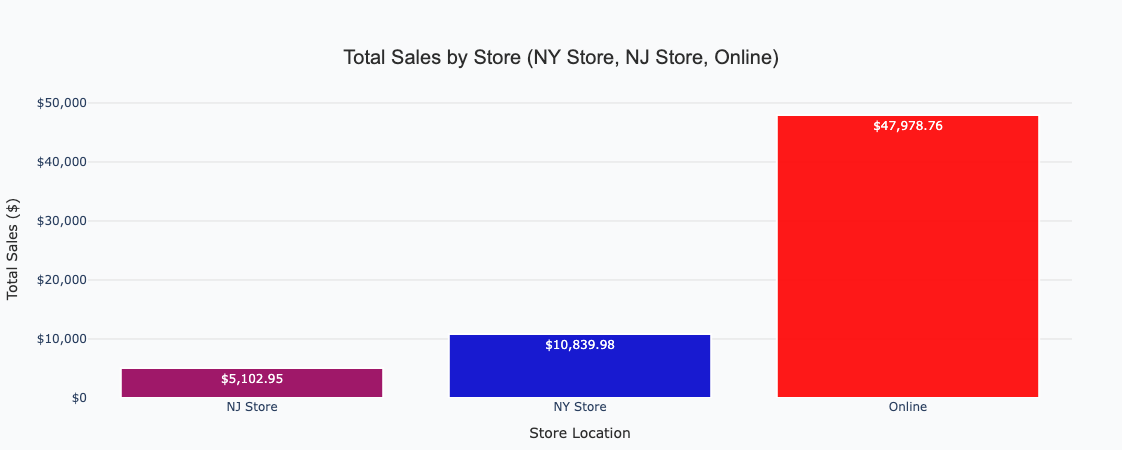 Total Sales by Store (NY Store, NJ Store, Online)
$50,000
$40,000
$30,000
$20,000
$10,000
$0
Total Sales ($)
$5,102.95
$10,839.98
$47,978.76
NJ Store
NY Store
Online
Store Location